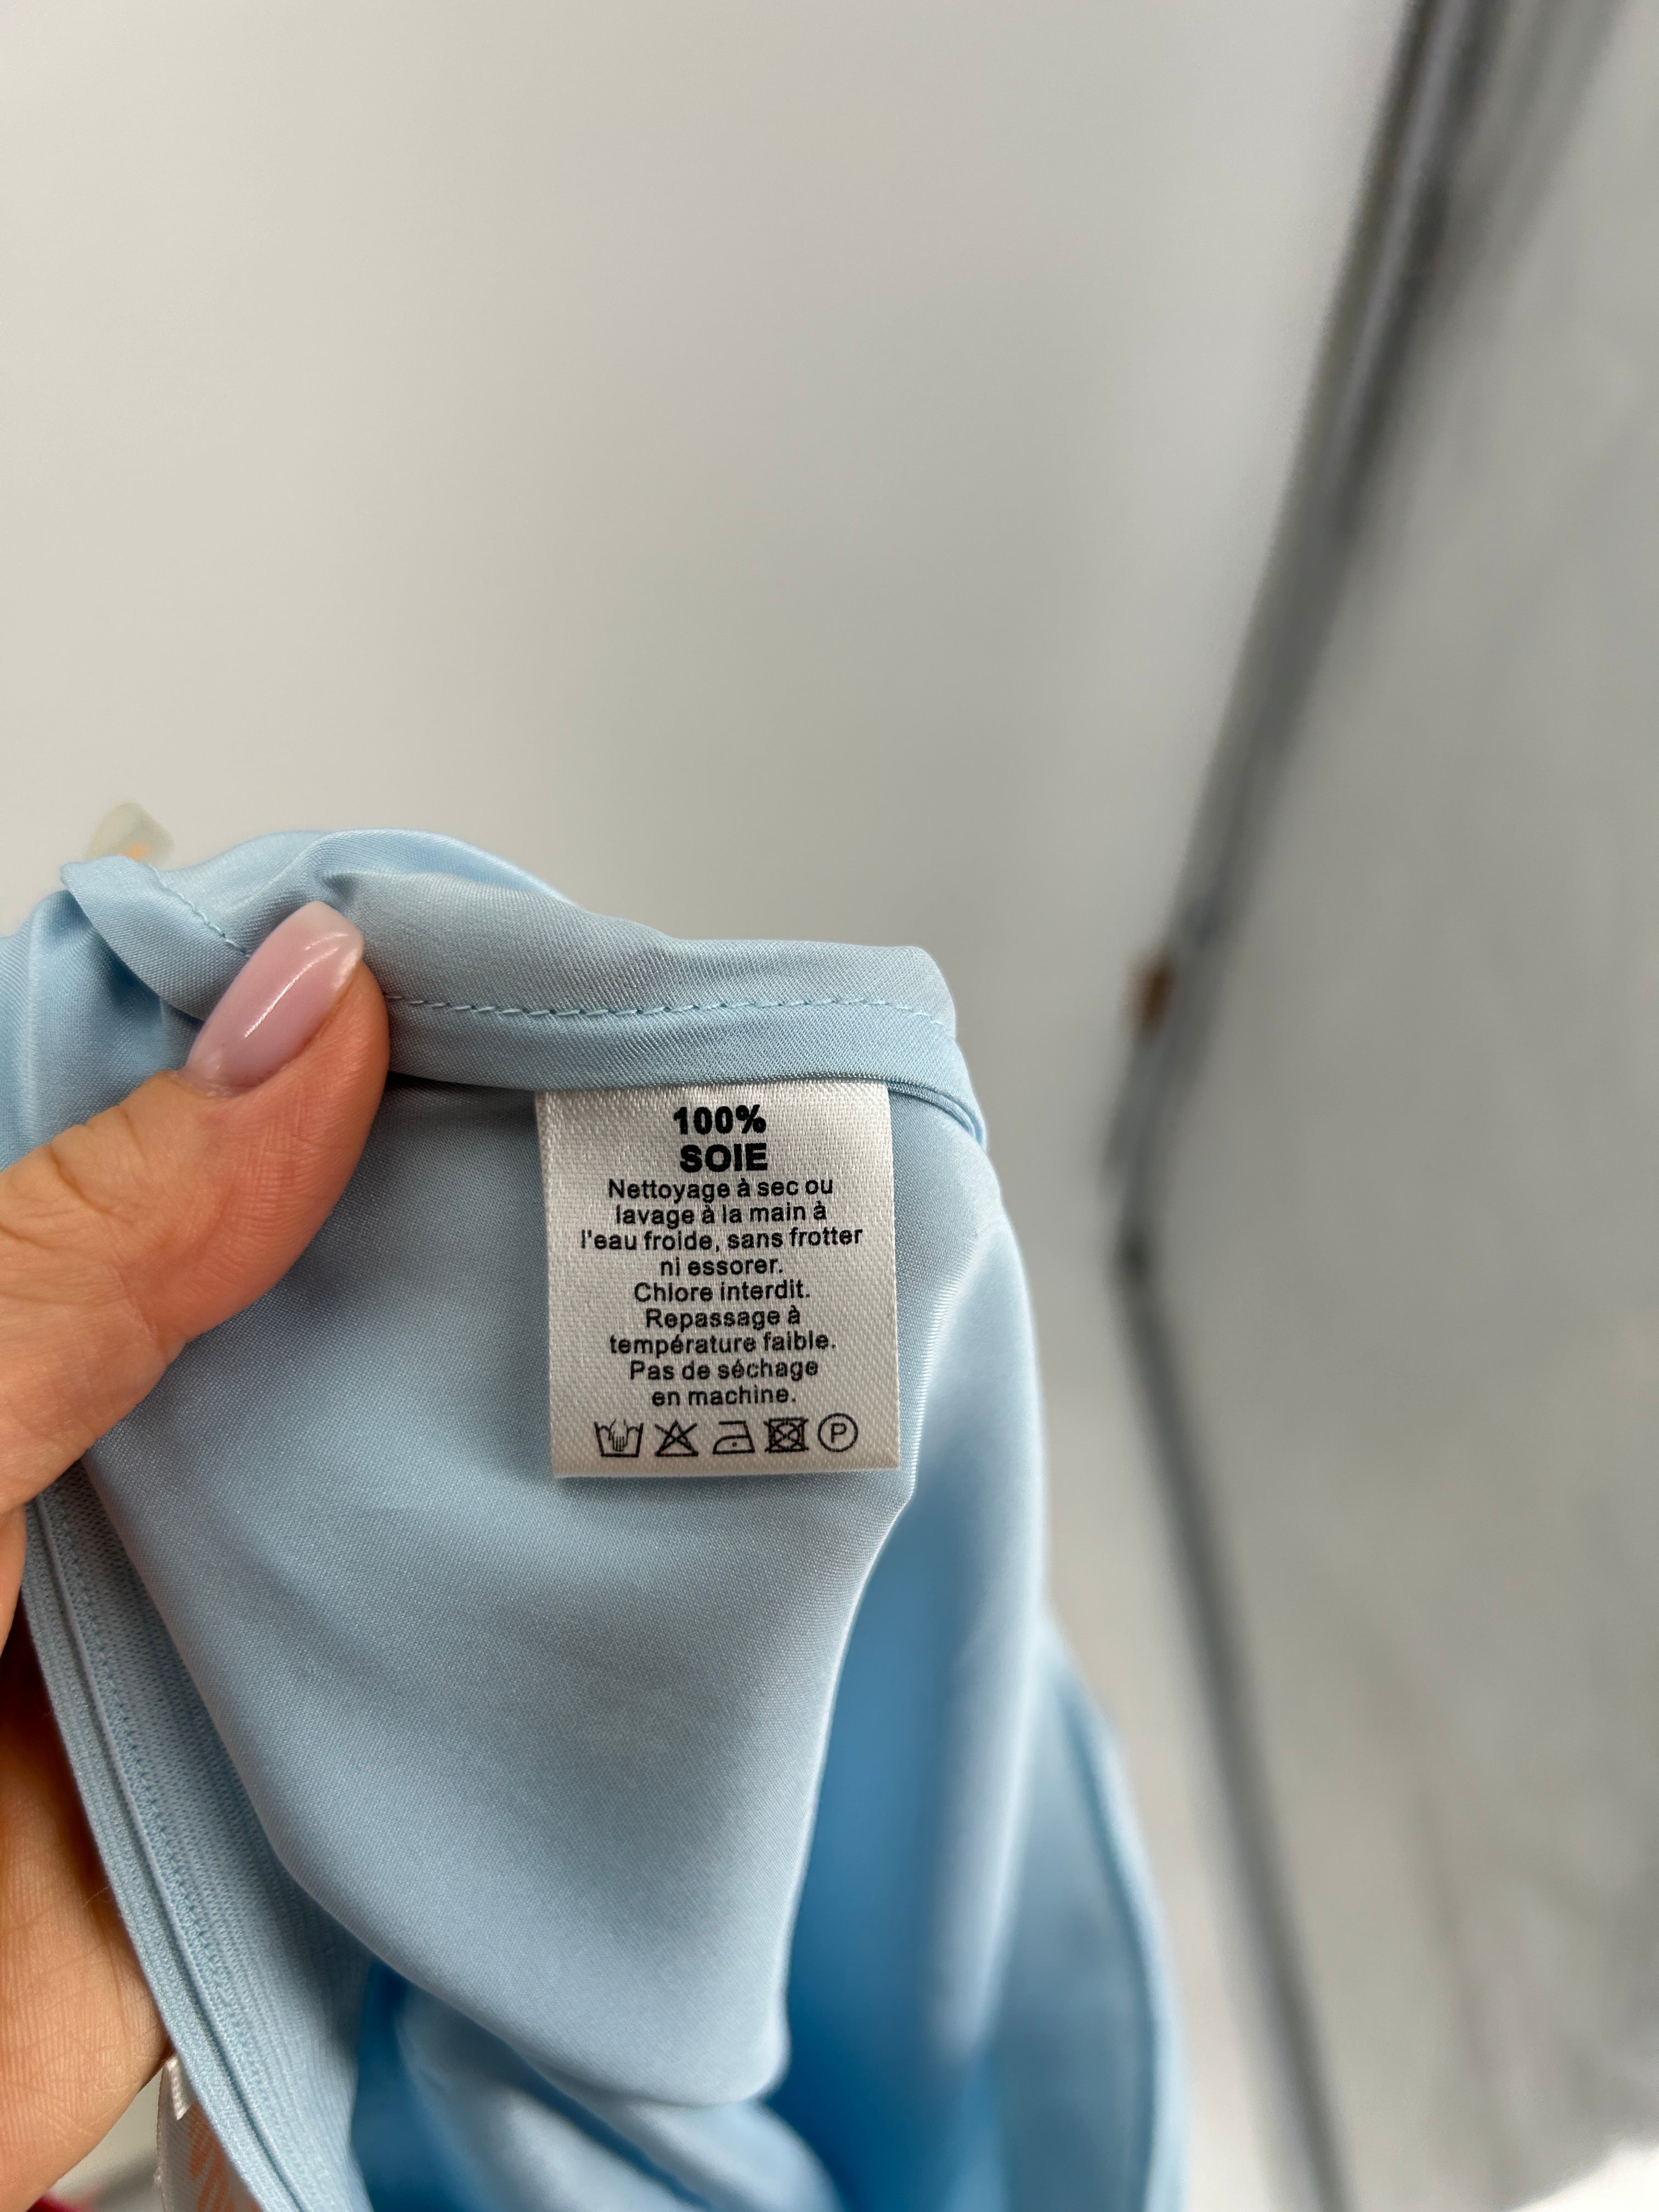 100%
SOIE
Nettoyage à sec ou
lavage à la main à
l'eau froide, sans frotter
ni essorer.
Chlore interdit.
Repassage à
température faible.
Pas de séchage
en machine.
P